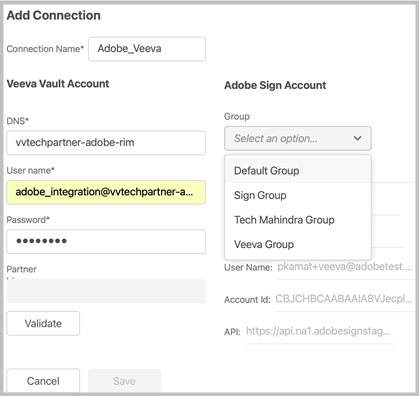 Add Connection
Connection Name* Adobe_Veeva
Veeva Vault Account
DNS*
vvtechpartner-adobe-rim
User name*
adobe_integration@vvtechpartner-a...
Password*
••••••••
Partner
Validate
Cancel
Save
Adobe Sign Account
Group
Select an option...
Default Group
Sign Group
Tech Mahindra Group
Veeva Group
User Name: pkamat+veeva@adobetest....
Account Id: CBJCHBCAABAAIA8VJecpl...
API: https://api.na1.adobesignstag...